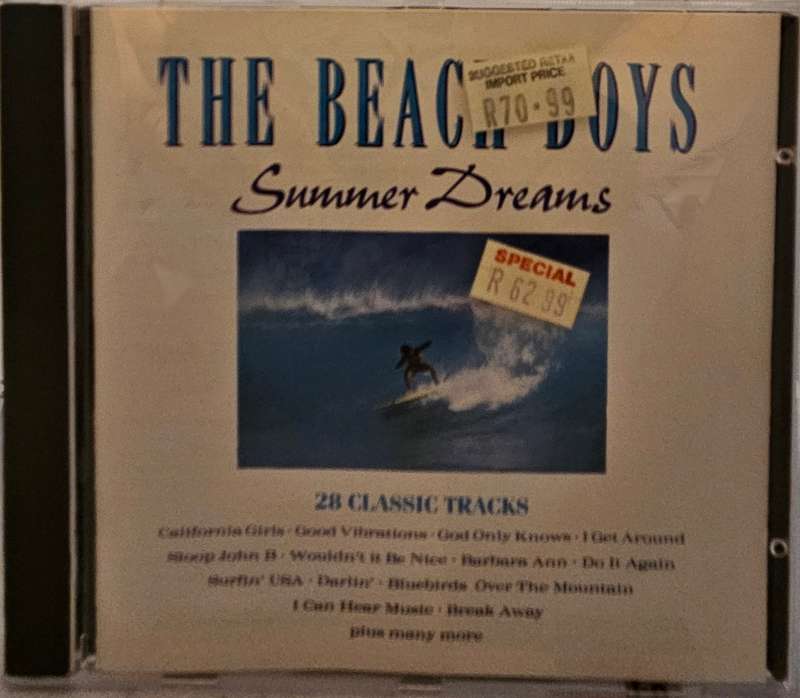 THE BEACH BOYS
SUGGESTED RETAIL
IMPORT PRICE
R70·99
Summer Dreams
SPECIAL
R 62 99
28 CLASSIC TRACKS
California Girls · Good Vibrations · God Only Knows · I Get Around
Sloop John B · Wouldn't it Be Nice · Barbara Ann · Do It Again
Surfin' USA · Darlin' · Bluebirds Over The Mountain
I Can Hear Music · Break Away
plus many more